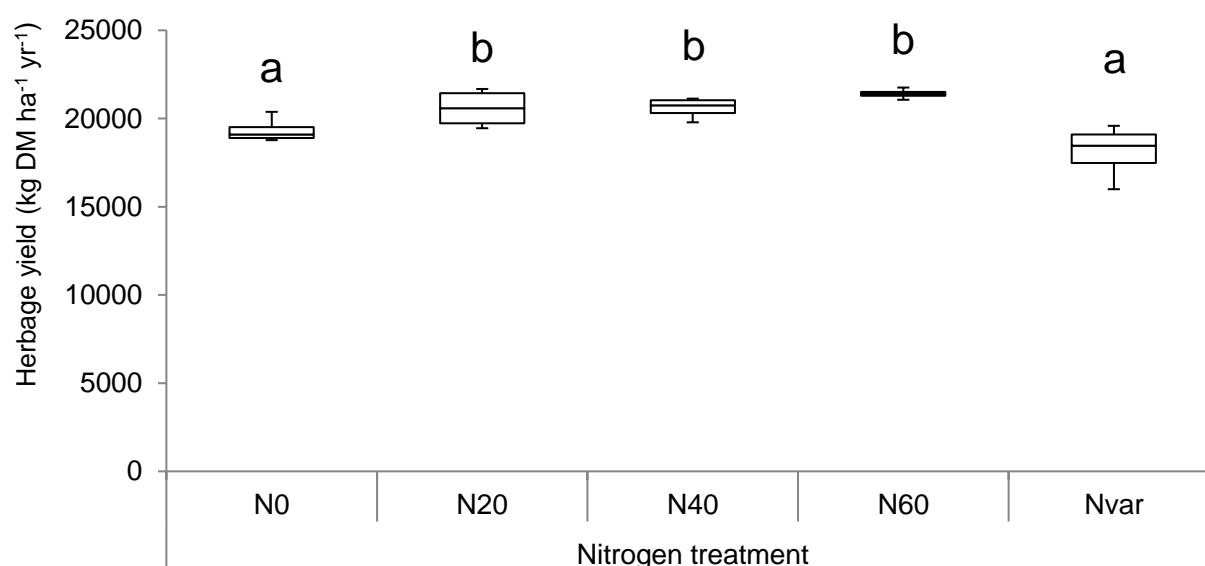 Herbage yield (kg DM ha⁻¹ yr⁻¹)
25000
20000
15000
10000
5000
0
a
b
b
b
a
N0 N20 N40 N60 Nvar
Nitrogen treatment